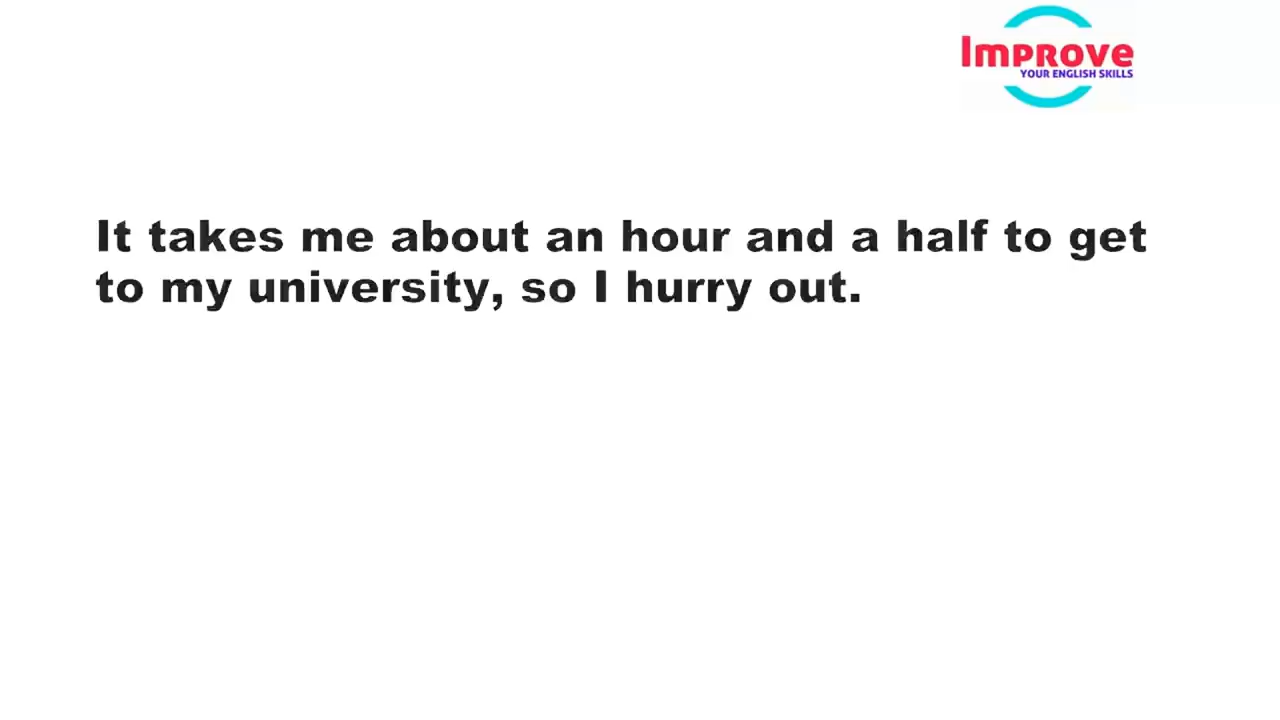 Improve
YOUR ENGLISH SKILLS
It takes me about an hour and a half to get
to my university, so I hurry out.